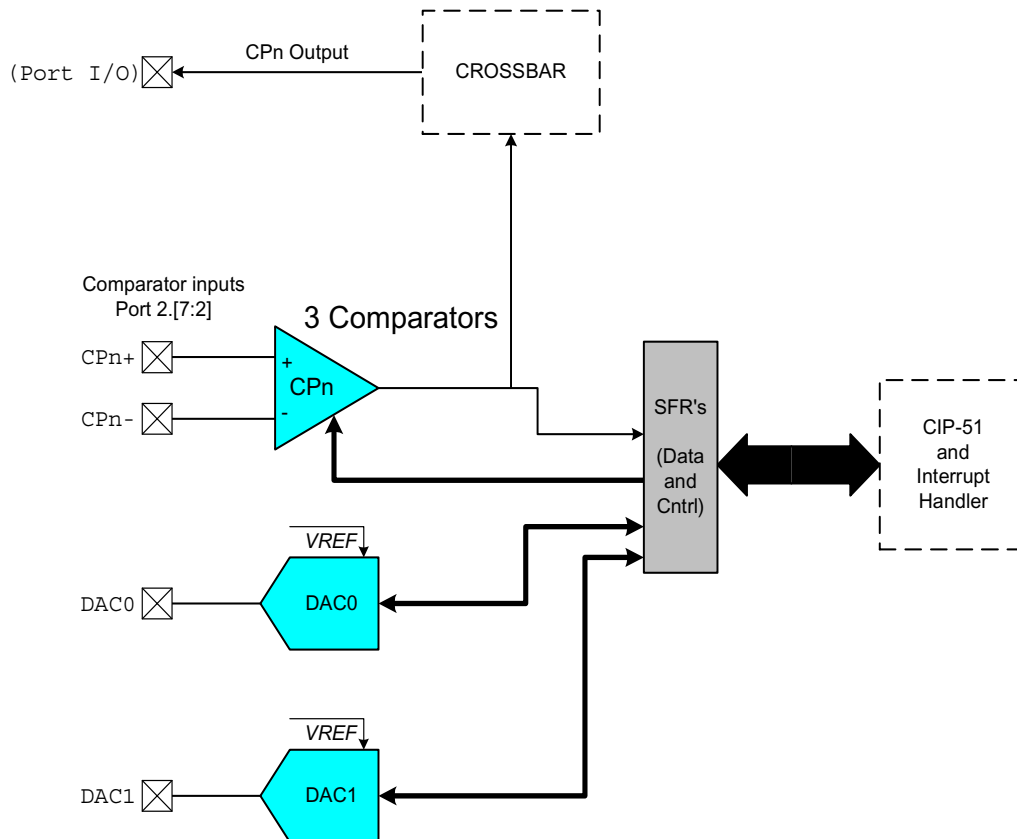 CPn Output
(Port I/O)
CROSSBAR
Comparator inputs
Port 2.[7:2]
3 Comparators
CPn+
+
CPn
CPn-
-
SFR's
(Data
and
Cntrl)
CIP-51
and
Interrupt
Handler
VREF
DAC0
DAC0
VREF
DAC1
DAC1